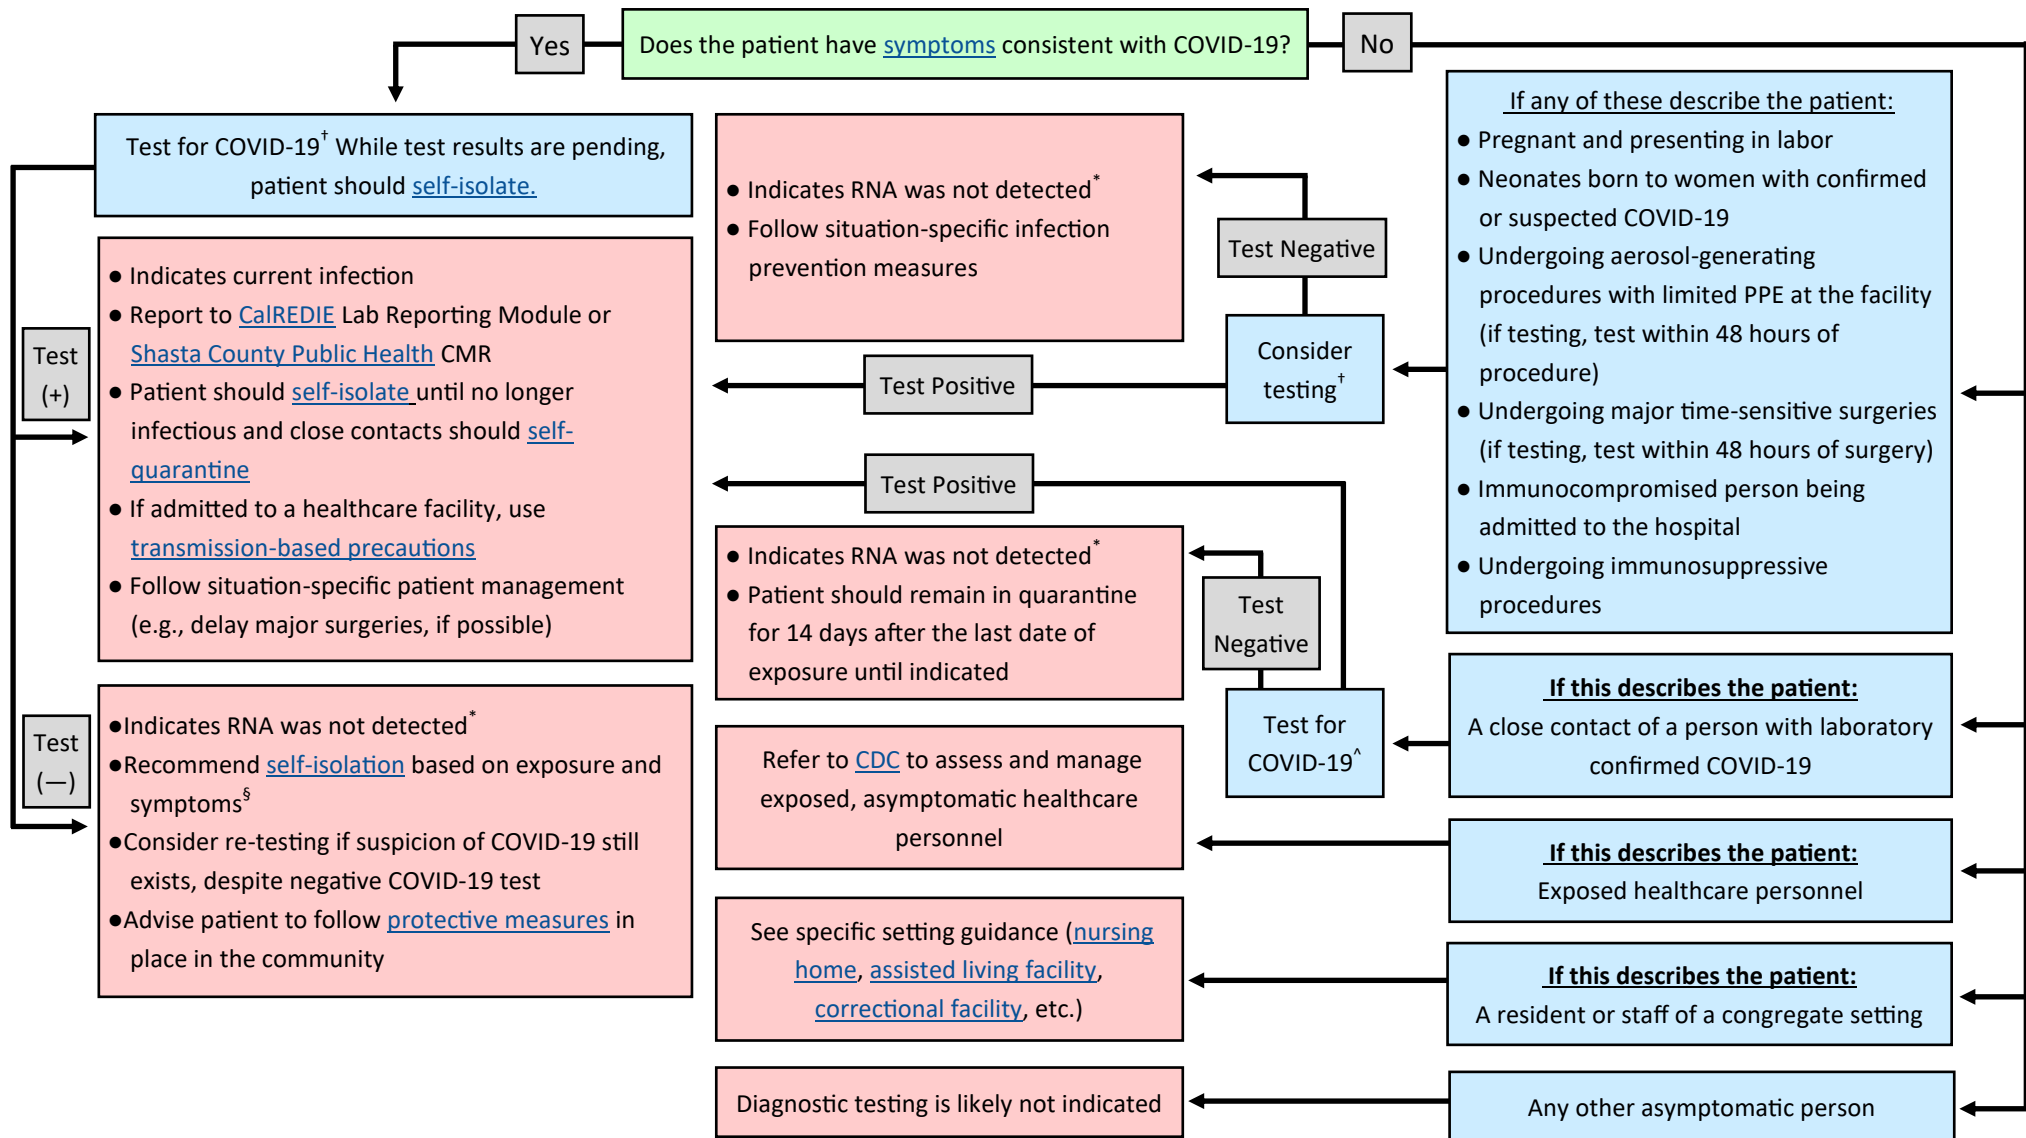 Yes
Does the patient have symptoms consistent with COVID-19?
No
Test for COVID-19† While test results are pending,
patient should self-isolate.
Test
(+)
● Indicates current infection
● Report to CalREDIE Lab Reporting Module or
Shasta County Public Health CMR
● Patient should self-isolate until no longer
infectious and close contacts should self-
quarantine
● If admitted to a healthcare facility, use
transmission-based precautions
● Follow situation-specific patient management
(e.g., delay major surgeries, if possible)
Test
(—)
●Indicates RNA was not detected*
●Recommend self-isolation based on exposure and
symptoms§
●Consider re-testing if suspicion of COVID-19 still
exists, despite negative COVID-19 test
●Advise patient to follow protective measures in
place in the community
● Indicates RNA was not detected*
● Follow situation-specific infection
prevention measures
Test Negative
Consider
testing†
Test Positive
Test Positive
● Indicates RNA was not detected*
● Patient should remain in quarantine
for 14 days after the last date of
exposure until indicated
Test
Negative
Test for
COVID-19^
Refer to CDC to assess and manage
exposed, asymptomatic healthcare
personnel
See specific setting guidance (nursing
home, assisted living facility,
correctional facility, etc.)
Diagnostic testing is likely not indicated
If any of these describe the patient:
● Pregnant and presenting in labor
● Neonates born to women with confirmed
or suspected COVID-19
● Undergoing aerosol-generating
procedures with limited PPE at the facility
(if testing, test within 48 hours of
procedure)
● Undergoing major time-sensitive surgeries
(if testing, test within 48 hours of surgery)
● Immunocompromised person being
admitted to the hospital
● Undergoing immunosuppressive
procedures
If this describes the patient:
A close contact of a person with laboratory
confirmed COVID-19
If this describes the patient:
Exposed healthcare personnel
If this describes the patient:
A resident or staff of a congregate setting
Any other asymptomatic person